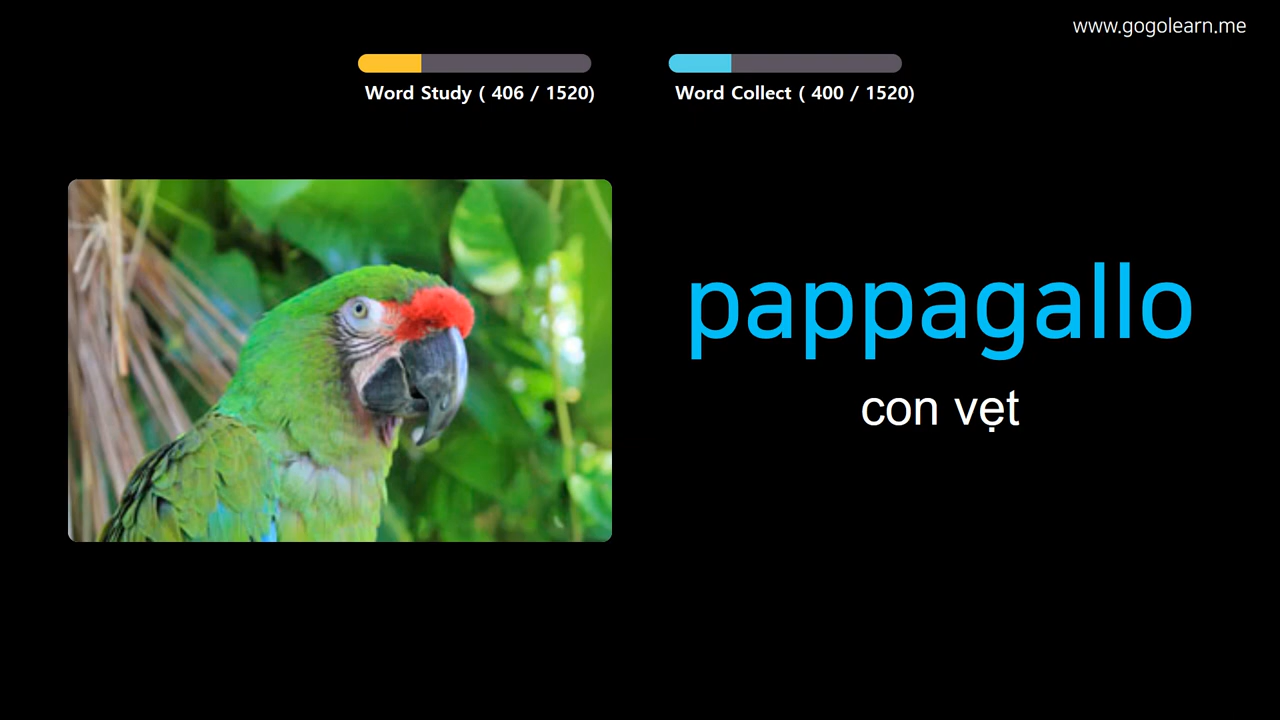 www.gogolearn.me
Word Study ( 406 / 1520)
Word Collect ( 400 / 1520)
pappagallo
con vẹt